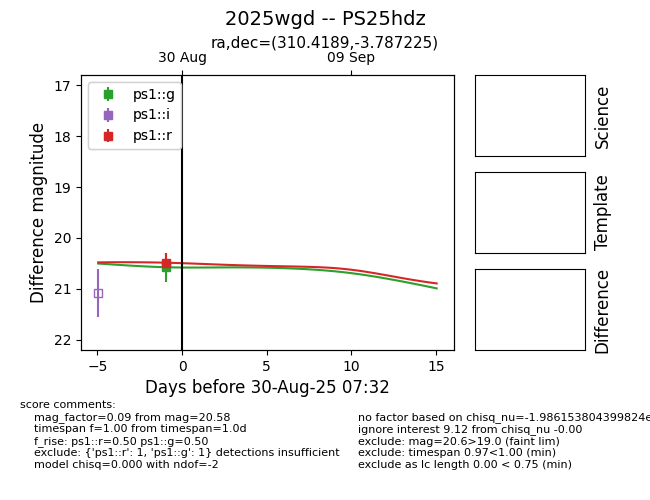 2025wgd -- PS25hdz
ra,dec=(310.4189,-3.787225)
30 Aug
09 Sep
ps1::g
ps1::i
ps1::r
17
18
19
20
21
22
Difference magnitude
−5
0
5
10
15
Days before 30-Aug-25 07:32
Science
Template
Difference
score comments:
mag_factor=0.09 from mag=20.58
timespan f=1.00 from timespan=1.0d
f_rise: ps1::r=0.50 ps1::g=0.50
exclude: {'ps1::r': 1, 'ps1::g': 1} detections insufficient
model chisq=0.000 with ndof=-2
no factor based on chisq_nu=-1.986153804399824e
ignore interest 9.12 from chisq_nu -0.00
exclude: mag=20.6>19.0 (faint lim)
exclude: timespan 0.97<1.00 (min)
exclude as lc length 0.00 < 0.75 (min)